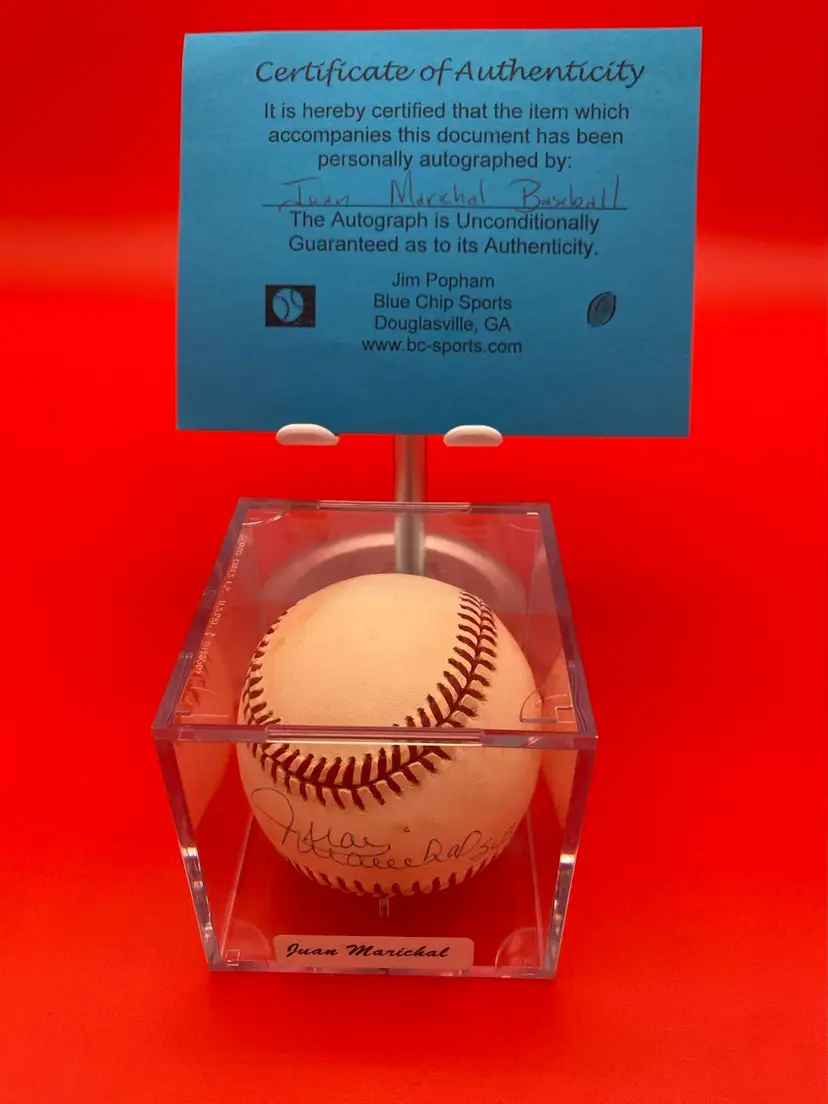 Certificate of Authenticity
It is hereby certified that the item which
accompanies this document has been
personally autographed by:
Juan Marichal Baseball
The Autograph is Unconditionally
Guaranteed as to its Authenticity.
Jim Popham
Blue Chip Sports
Douglasville, GA
www.bc-sports.com
Juan Marichal
Juan Marichal